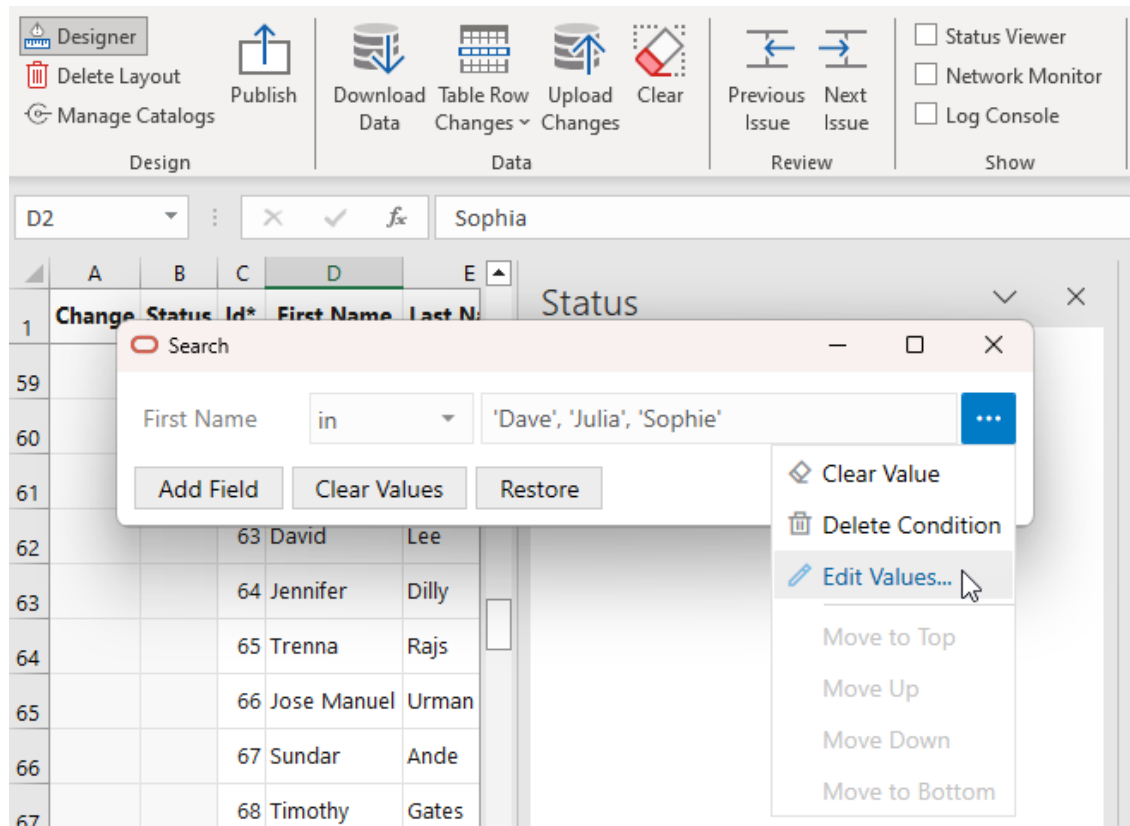 Designer
Delete Layout
Manage Catalogs
Design
Publish
Download Data
Table Row Changes
Upload Changes
Clear
Data
Previous Issue
Next Issue
Review
Status Viewer
Network Monitor
Log Console
Show
D2
fx
Sophia
A B C D E
1 Change Status Id* First Name Last Na
Status
Search
First Name in 'Dave', 'Julia', 'Sophie'
Add Field Clear Values Restore
Clear Value
Delete Condition
Edit Values...
Move to Top
Move Up
Move Down
Move to Bottom
59
60
61
62 63 David Lee
63 64 Jennifer Dilly
64 65 Trenna Rajs
65 66 Jose Manuel Urman
66 67 Sundar Ande
67 68 Timothy Gates